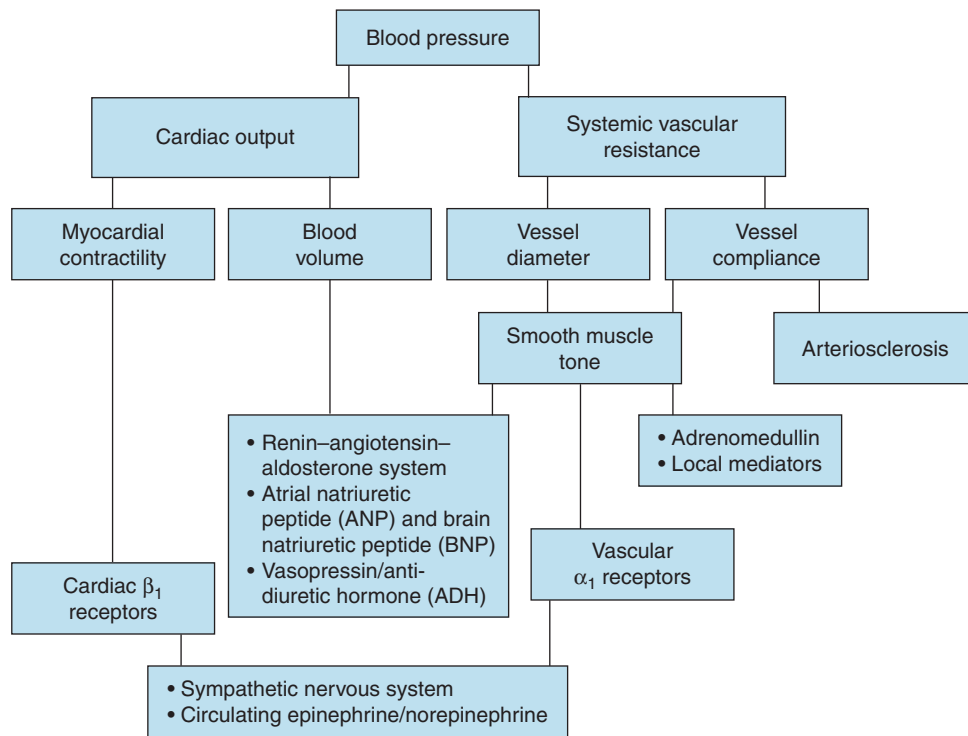 Blood pressure
Cardiac output
Systemic vascular
resistance
Myocardial
contractility
Blood
volume
Vessel
diameter
Vessel
compliance
Smooth muscle
tone
Arteriosclerosis
• Renin–angiotensin–
aldosterone system
• Atrial natriuretic
peptide (ANP) and brain
natriuretic peptide (BNP)
• Vasopressin/anti-
diuretic hormone (ADH)
• Adrenomedullin
• Local mediators
Cardiac β₁
receptors
Vascular
α₁ receptors
• Sympathetic nervous system
• Circulating epinephrine/norepinephrine